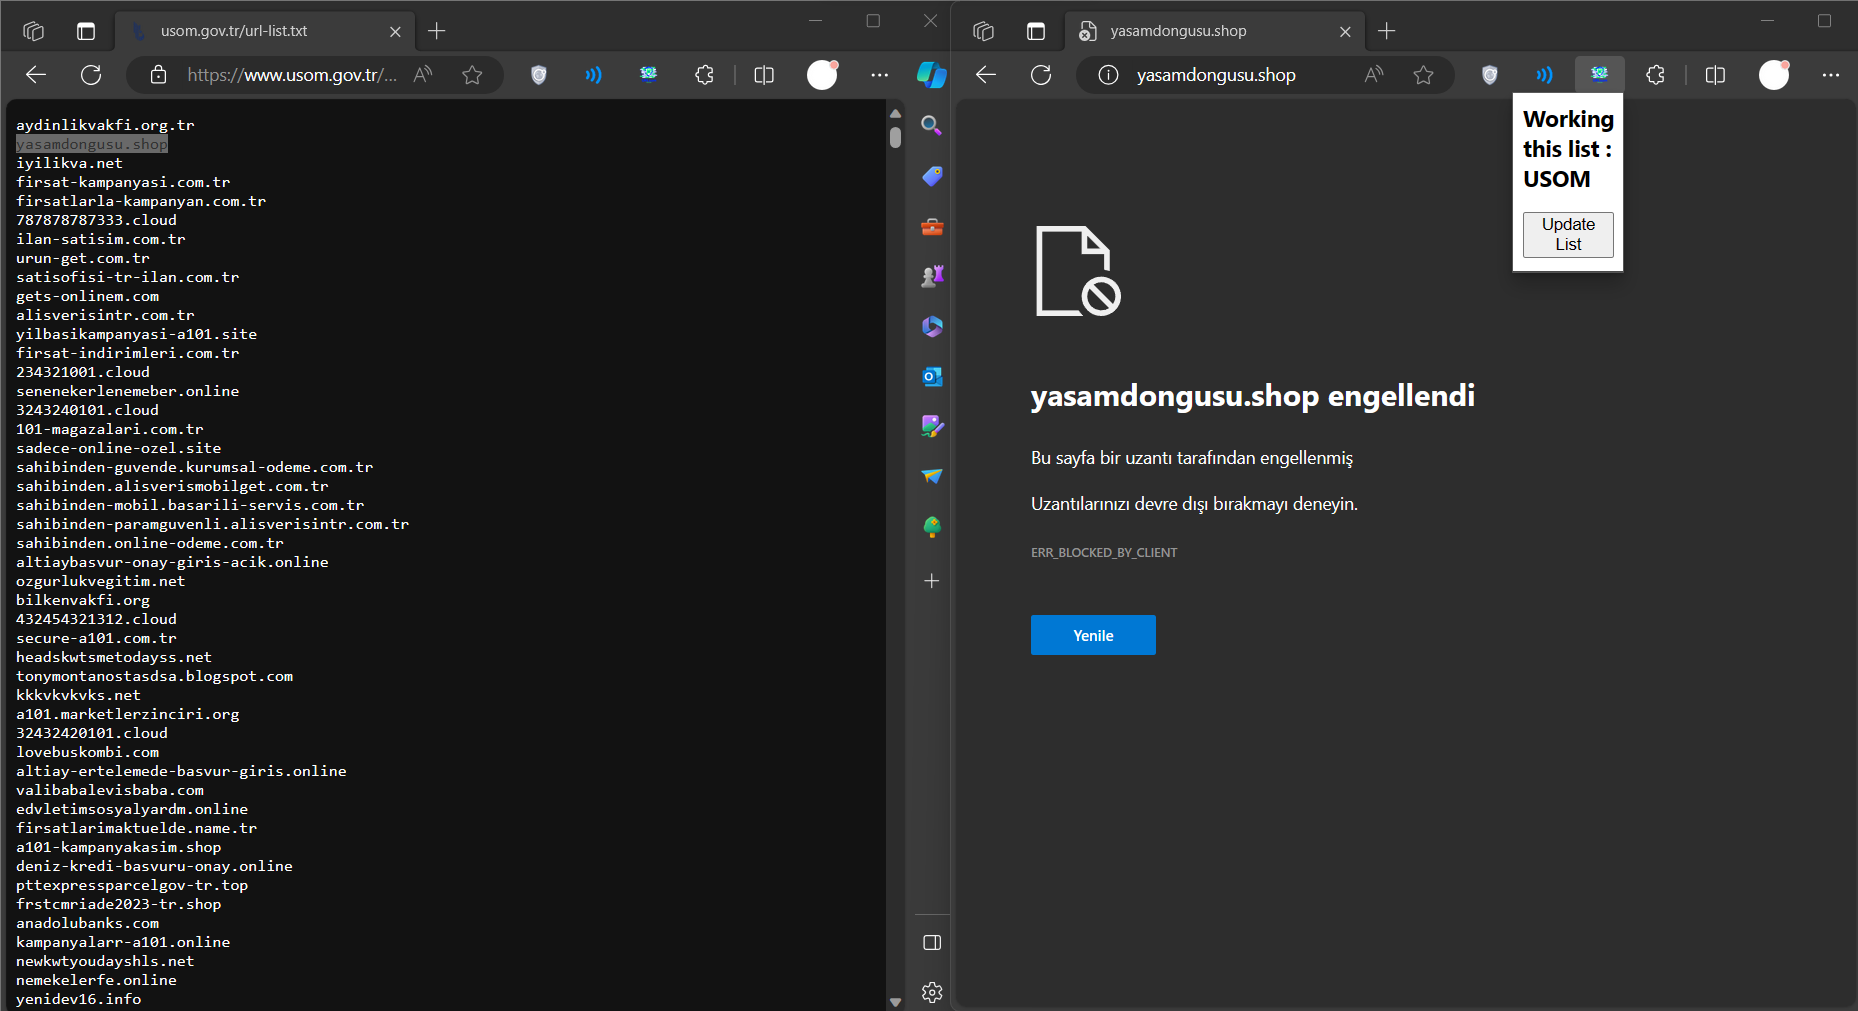 usom.gov.tr/url-list.txt
https://www.usom.gov.tr/...
aydinlikvakfi.org.tr
yasamdongusu.shop
iyilikva.net
firsat-kampanyasi.com.tr
firsatlarla-kampanyan.com.tr
787878787333.cloud
ilan-satisim.com.tr
urun-get.com.tr
satisofisi-tr-ilan.com.tr
gets-onlinem.com
alisverisintr.com.tr
yilbasikampanyasi-a101.site
firsat-indirimleri.com.tr
234321001.cloud
senenekerlenemeber.online
3243240101.cloud
101-magazalari.com.tr
sadece-online-ozel.site
sahibinden-guvende.kurumsal-odeme.com.tr
sahibinden.alisverismobilget.com.tr
sahibinden-mobil.basarili-servis.com.tr
sahibinden-paramguvenli.alisverisintr.com.tr
sahibinden.online-odeme.com.tr
altiaybasvur-onay-giris-acik.online
ozgurlukvegitim.net
bilkenvakfi.org
432454321312.cloud
secure-a101.com.tr
headskwtsmetodayss.net
tonymontanostasdsa.blogspot.com
kkkvkvkvks.net
a101.marketlerzinciri.org
32432420101.cloud
lovebuskombi.com
altiay-ertelemede-basvur-giris.online
valibabalevisbaba.com
edvletimsosyalyardm.online
firsatlarimaktuelde.name.tr
a101-kampanyakasim.shop
deniz-kredi-basvuru-onay.online
pttexpressparcelgov-tr.top
frstcmriade2023-tr.shop
anadolubanks.com
kampanyalarr-a101.online
newkwtyoudayshls.net
nemekelerfe.online
yenidev16.info
yasamdongusu.shop
yasamdongusu.shop
Working
this list :
USOM
Update
List
yasamdongusu.shop engellendi
Bu sayfa bir uzantı tarafından engellenmiş
Uzantılarınızı devre dışı bırakmayı deneyin.
ERR_BLOCKED_BY_CLIENT
Yenile